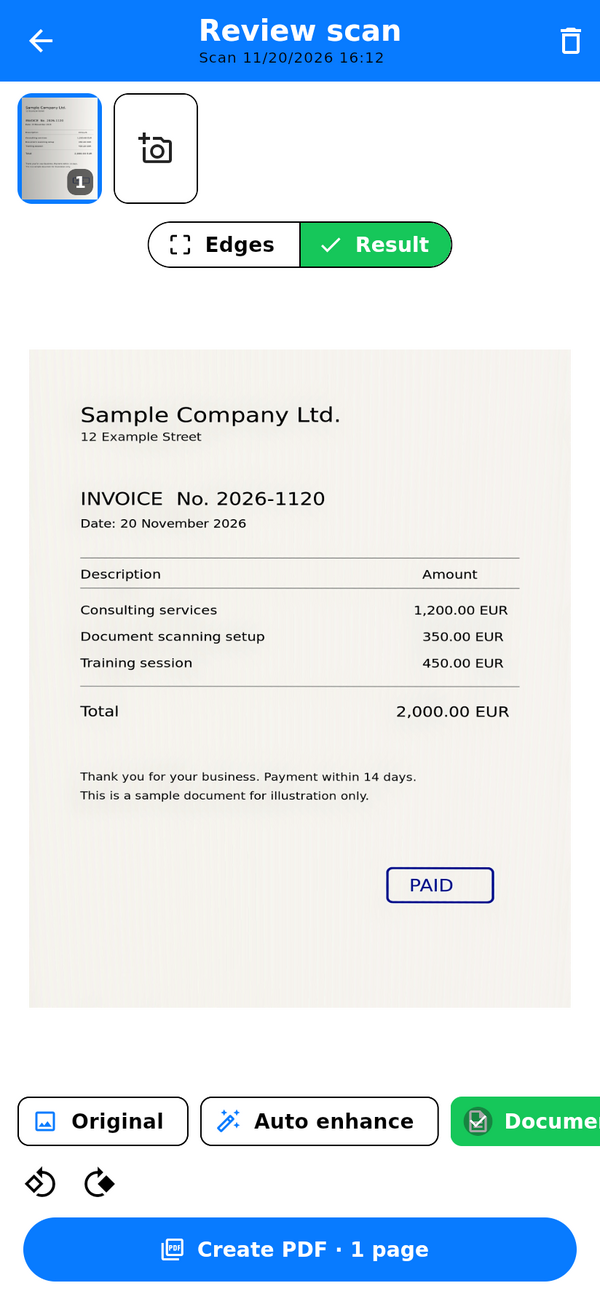 Review scan
Scan 11/20/2026 16:12
1
Edges
Result
Sample Company Ltd.
12 Example Street
INVOICE No. 2026-1120
Date: 20 November 2026
Description Amount
Consulting services 1,200.00 EUR
Document scanning setup 350.00 EUR
Training session 450.00 EUR
Total 2,000.00 EUR
Thank you for your business. Payment within 14 days.
This is a sample document for illustration only.
PAID
Original
Auto enhance
PDF Create PDF · 1 page